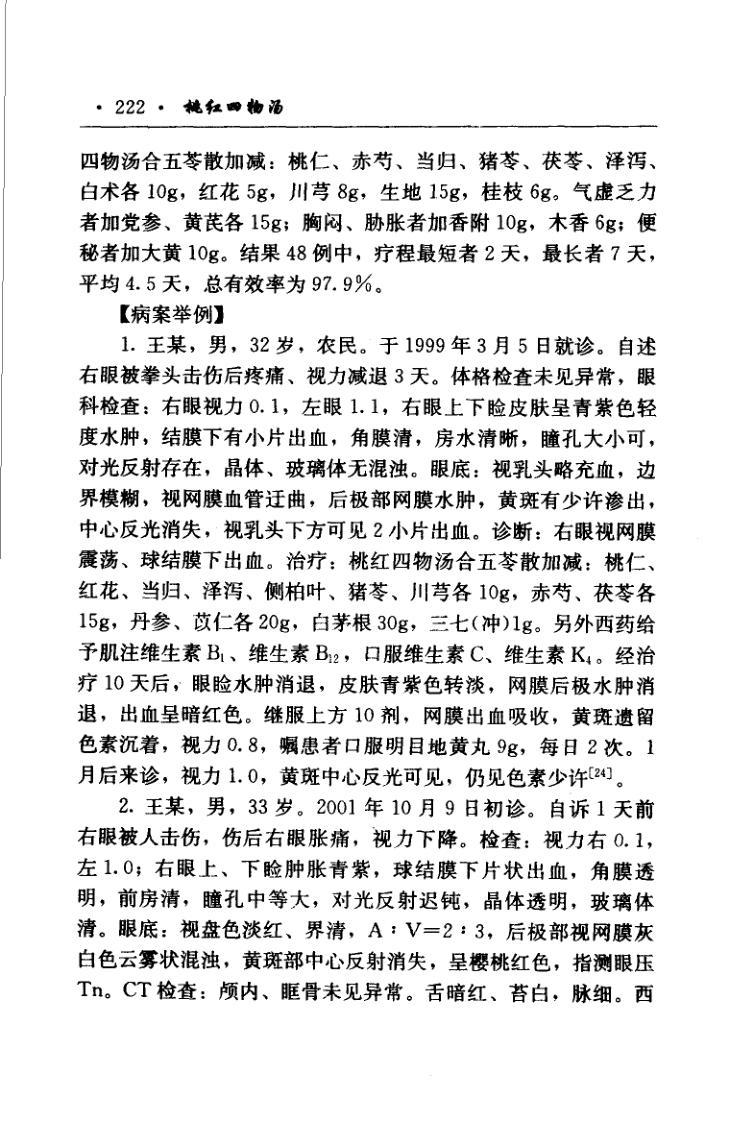 · 222 · 桃红四物汤
四物汤合五苓散加减：桃仁、赤芍、当归、猪苓、茯苓、泽泻、
白术各 10g，红花 5g，川芎 8g，生地 15g，桂枝 6g。气虚乏力
者加党参、黄芪各 15g；胸闷、胁胀者加香附 10g，木香 6g；便
秘者加大黄 10g。结果 48 例中，疗程最短者 2 天，最长者 7 天，
平均 4.5 天，总有效率为 97.9%。
【病案举例】
1. 王某，男，32 岁，农民。于 1999 年 3 月 5 日就诊。自述
右眼被拳头击伤后疼痛、视力减退 3 天。体格检查未见异常，眼
科检查：右眼视力 0.1，左眼 1.1，右眼上下睑皮肤呈青紫色轻
度水肿，结膜下有小片出血，角膜清，房水清晰，瞳孔大小可，
对光反射存在，晶体、玻璃体无混浊。眼底：视乳头略充血，边
界模糊，视网膜血管迂曲，后极部网膜水肿，黄斑有少许渗出，
中心反光消失，视乳头下方可见 2 小片出血。诊断：右眼视网膜
震荡、球结膜下出血。治疗：桃红四物汤合五苓散加减：桃仁、
红花、当归、泽泻、侧柏叶、猪苓、川芎各 10g，赤芍、茯苓各
15g，丹参、苡仁各 20g，白茅根 30g，三七(冲)1g。另外西药给
予肌注维生素 B₁、维生素 B₁₂，口服维生素 C、维生素 K₄。经治
疗 10 天后，眼睑水肿消退，皮肤青紫色转淡，网膜后极水肿消
退，出血呈暗红色。继服上方 10 剂，网膜出血吸收，黄斑遗留
色素沉着，视力 0.8，嘱患者口服明目地黄丸 9g，每日 2 次。1
月后来诊，视力 1.0，黄斑中心反光可见，仍见色素少许[24]。
2. 王某，男，33 岁。2001 年 10 月 9 日初诊。自诉 1 天前
右眼被人击伤，伤后右眼胀痛，视力下降。检查：视力右 0.1，
左 1.0；右眼上、下睑肿胀青紫，球结膜下片状出血，角膜透
明，前房清，瞳孔中等大，对光反射迟钝，晶体透明，玻璃体
清。眼底：视盘色淡红、界清，A：V＝2：3，后极部视网膜灰
白色云雾状混浊，黄斑部中心反射消失，呈樱桃红色，指测眼压
Tn。CT 检查：颅内、眶骨未见异常。舌暗红、苔白，脉细。西